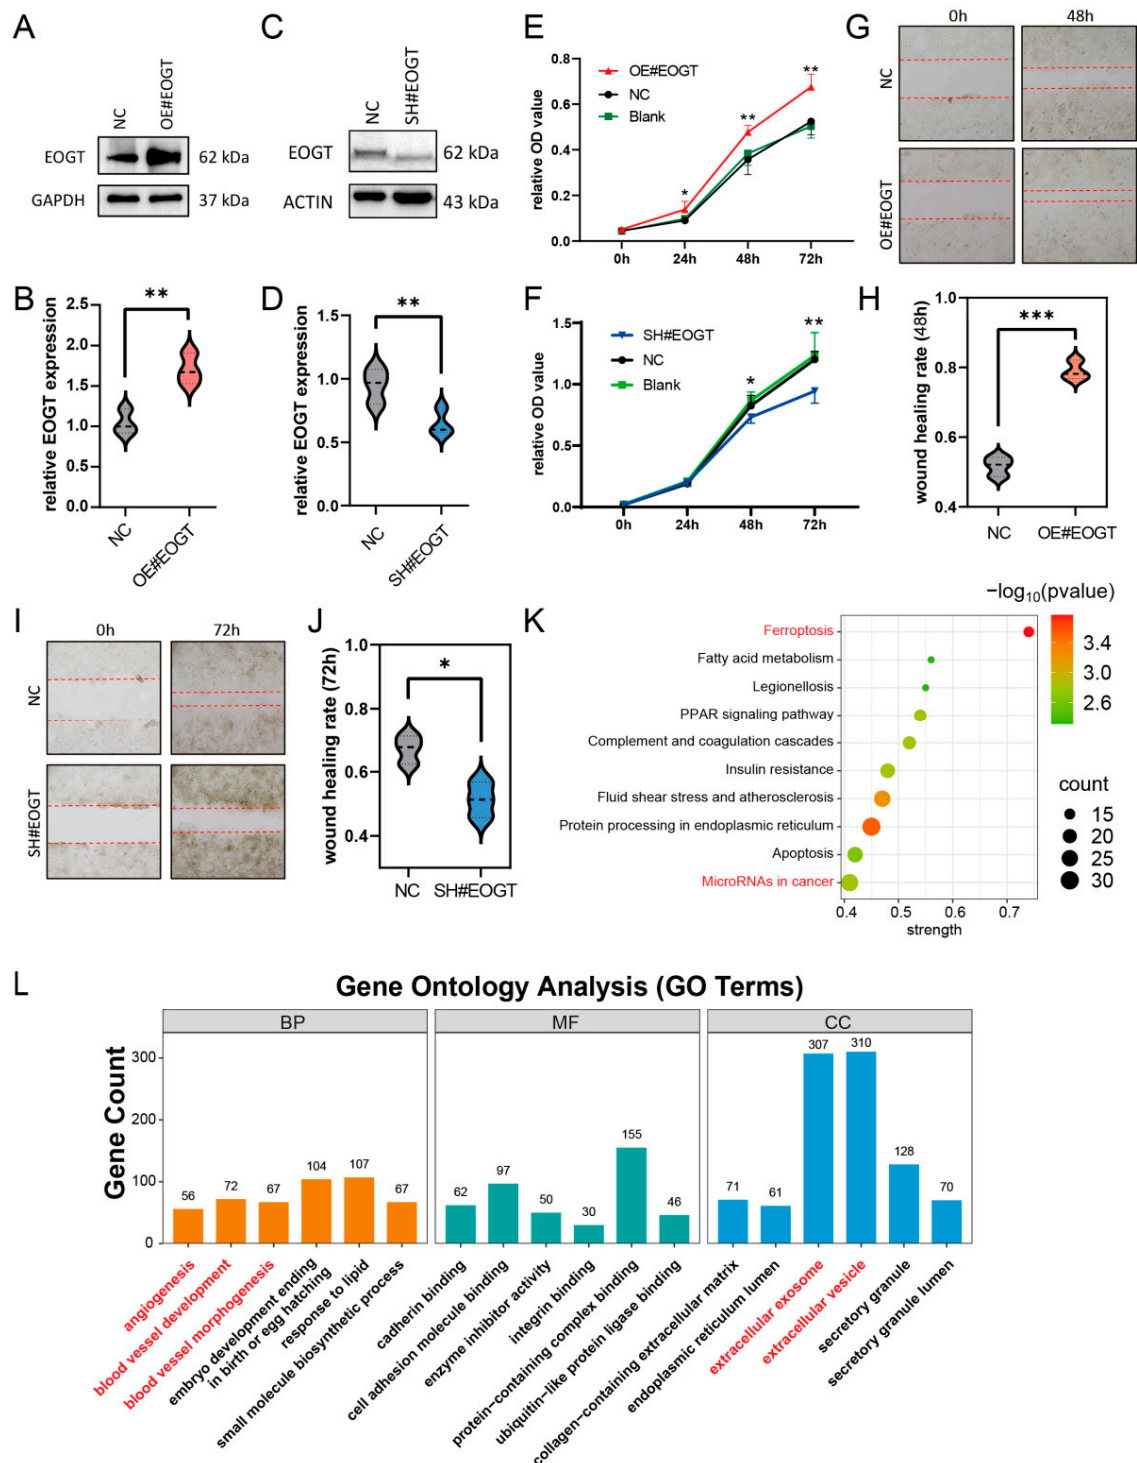 A
NC
OE#EOGT
EOGT
62 kDa
GAPDH
37 kDa
B
**
relative EOGT expression
2.5
2.0
1.5
1.0
0.5
0.0
NC
OE#EOGT
C
NC
SH#EOGT
EOGT
62 kDa
ACTIN
43 kDa
D
**
relative EOGT expression
1.5
1.0
0.5
0.0
NC
SH#EOGT
E
relative OD value
0.8
0.6
0.4
0.2
0.0
OE#EOGT
NC
Blank
*
**
**
0h
24h
48h
72h
F
relative OD value
1.5
1.0
0.5
0.0
SH#EOGT
NC
Blank
*
**
0h
24h
48h
72h
G
0h
48h
NC
OE#EOGT
H
wound healing rate (48h)
1.0
0.8
0.6
0.4
***
NC
OE#EOGT
I
0h
72h
NC
SH#EOGT
J
wound healing rate (72h)
0.8
0.6
0.4
*
NC
SH#EOGT
K
Ferroptosis
Fatty acid metabolism
Legionellosis
PPAR signaling pathway
Complement and coagulation cascades
Insulin resistance
Fluid shear stress and atherosclerosis
Protein processing in endoplasmic reticulum
Apoptosis
MicroRNAs in cancer
0.4
0.5
0.6
0.7
strength
−log10(pvalue)
3.4
3.0
2.6
count
15
20
25
30
L
Gene Ontology Analysis (GO Terms)
BP
MF
CC
Gene Count
300
200
100
0
56
72
67
104
107
67
62
97
50
30
155
46
71
61
307
310
128
70
angiogenesis
blood vessel development
blood vessel morphogenesis
embryo development ending
in birth or egg hatching
response to lipid
small molecule biosynthetic process
cadherin binding
cell adhesion molecule binding
enzyme inhibitor activity
integrin binding
protein−containing complex binding
ubiquitin−like protein ligase binding
collagen−containing extracellular matrix
endoplasmic reticulum lumen
extracellular exosome
extracellular vesicle
secretory granule
secretory granule lumen